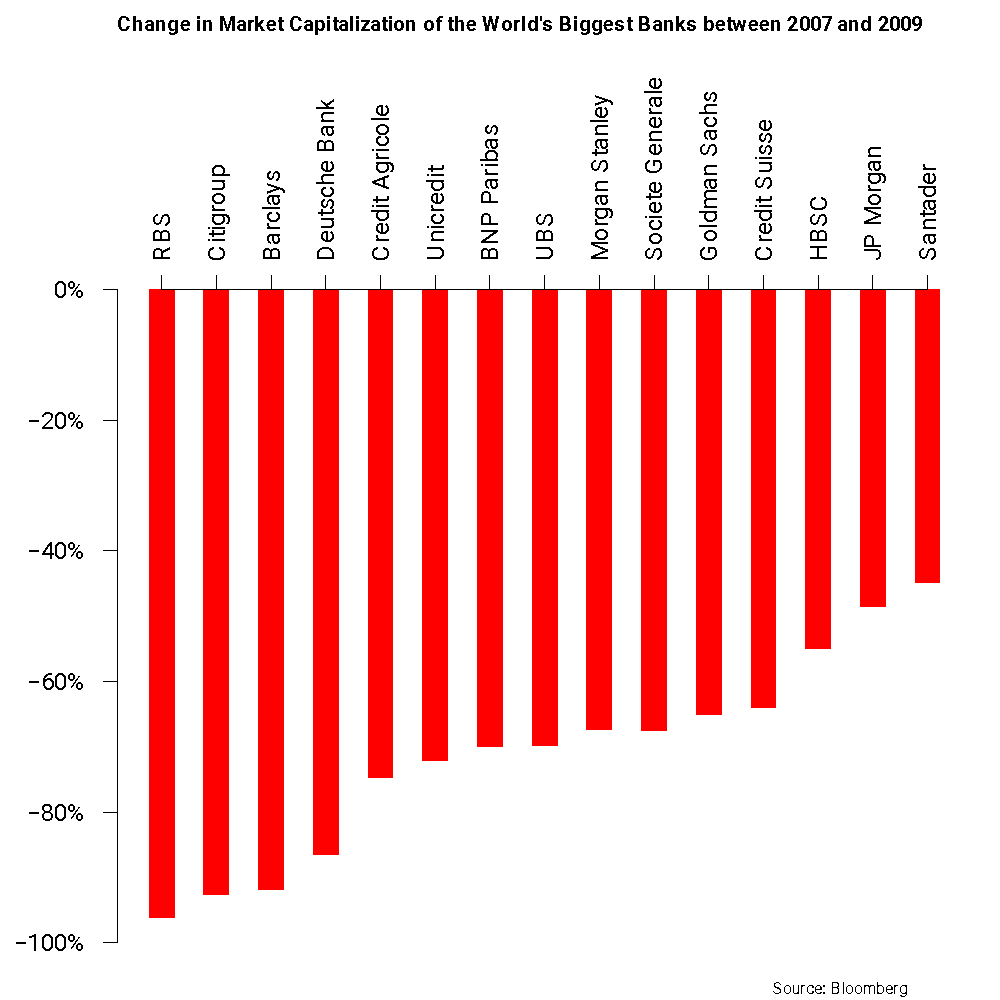 Change in Market Capitalization of the World's Biggest Banks between 2007 and 2009
RBS
Citigroup
Barclays
Deutsche Bank
Credit Agricole
Unicredit
BNP Paribas
UBS
Morgan Stanley
Societe Generale
Goldman Sachs
Credit Suisse
HBSC
JP Morgan
Santader
0%
−20%
−40%
−60%
−80%
−100%
Source: Bloomberg